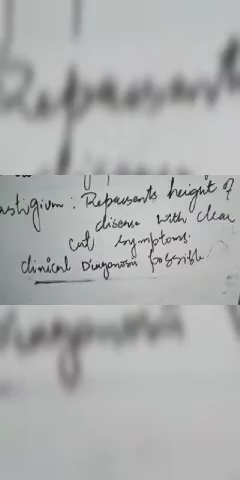 astigium : Represents height of
disease with clear
cut symptoms.
clinical Diagnosis possible.